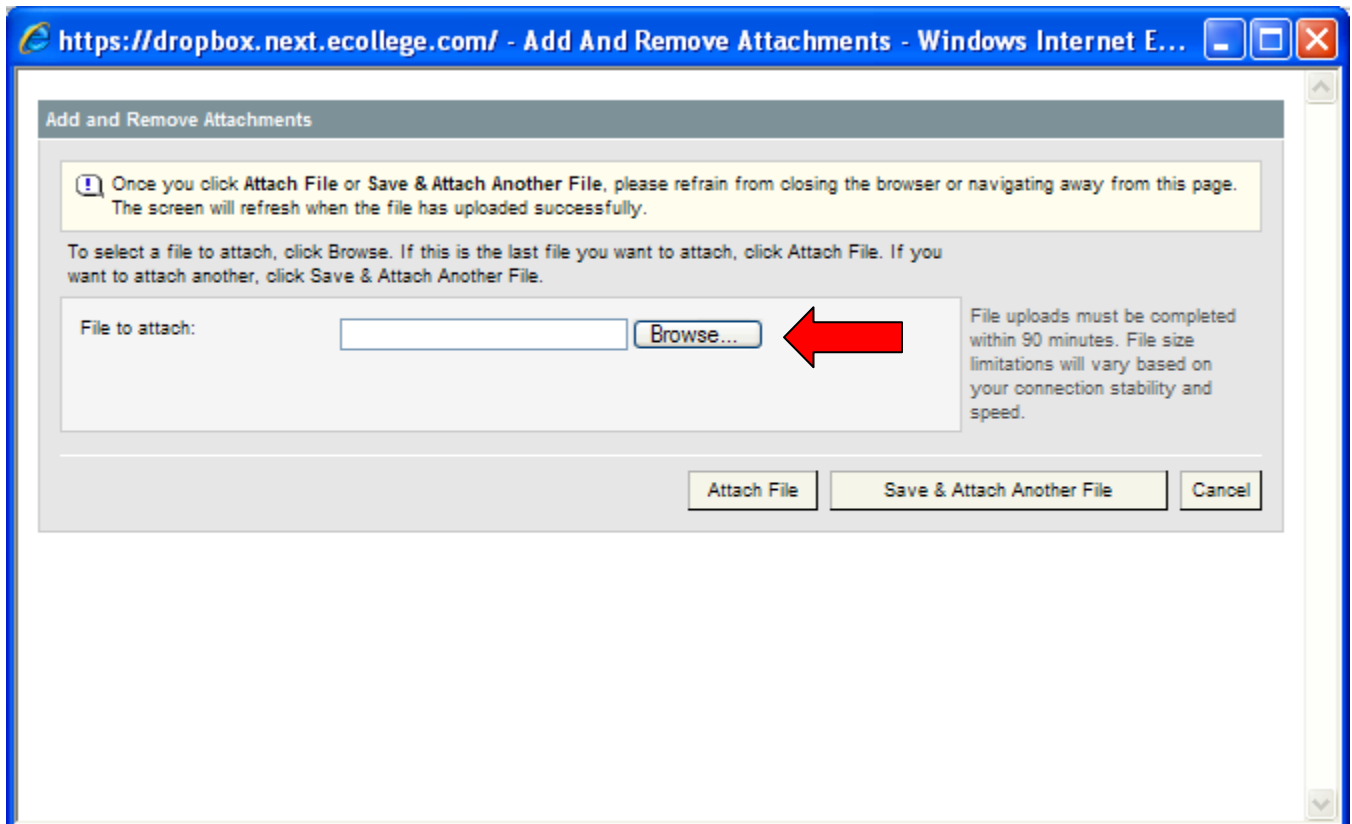 https://dropbox.next.ecollege.com/ - Add And Remove Attachments - Windows Internet E...
Add and Remove Attachments
Once you click Attach File or Save & Attach Another File, please refrain from closing the browser or navigating away from this page.
The screen will refresh when the file has uploaded successfully.
To select a file to attach, click Browse. If this is the last file you want to attach, click Attach File. If you
want to attach another, click Save & Attach Another File.
File to attach:
Browse...
File uploads must be completed
within 90 minutes. File size
limitations will vary based on
your connection stability and
speed.
Attach File
Save & Attach Another File
Cancel